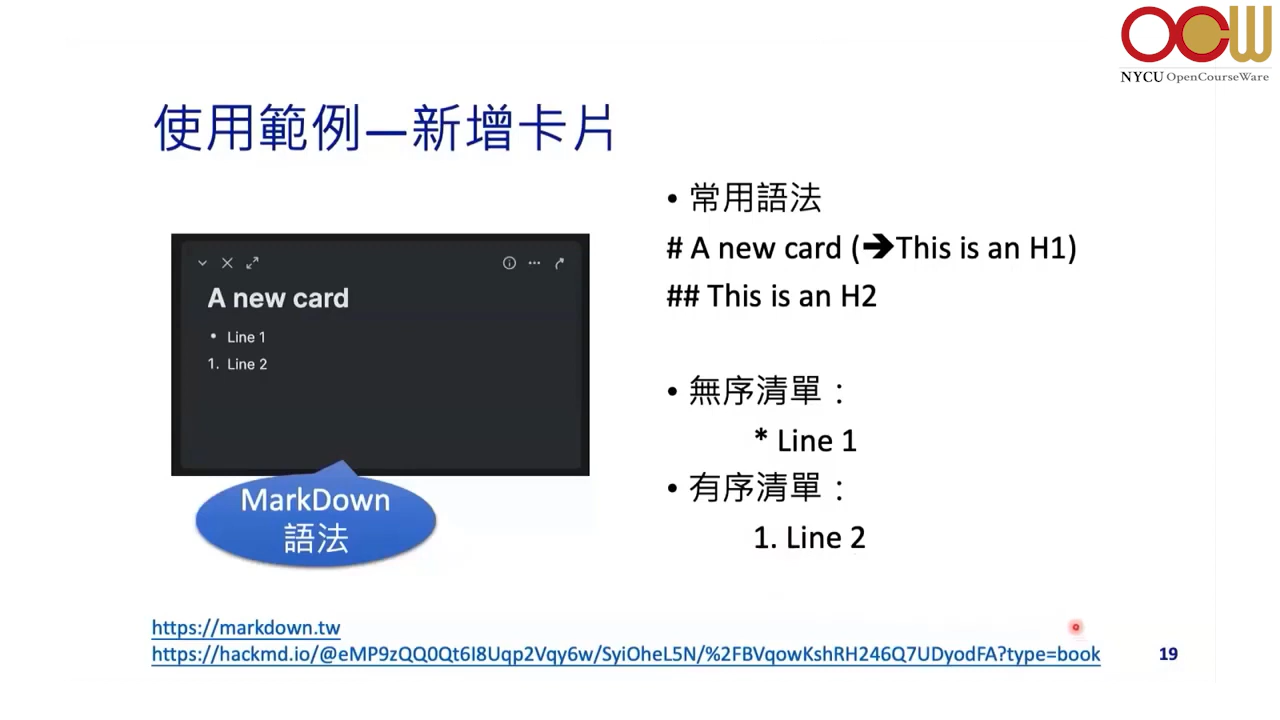 OCW
NYCU OpenCourseWare
使用範例—新增卡片
A new card
• Line 1
1. Line 2
MarkDown
語法
• 常用語法
# A new card (➔This is an H1)
## This is an H2
• 無序清單：
* Line 1
• 有序清單：
1. Line 2
https://markdown.tw
https://hackmd.io/@eMP9zQQ0Qt6I8Uqp2Vqy6w/SyiOheL5N/%2FBVqowKshRH246Q7UDyodFA?type=book
19